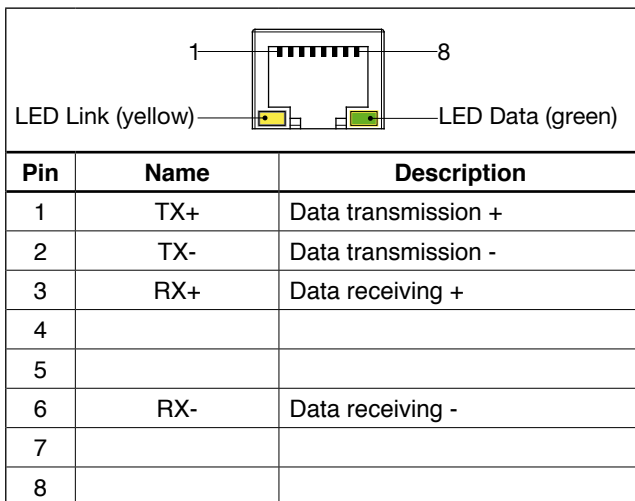 1 8
LED Link (yellow) LED Data (green)
Pin Name Description
1 TX+ Data transmission +
2 TX- Data transmission -
3 RX+ Data receiving +
4
5
6 RX- Data receiving -
7
8